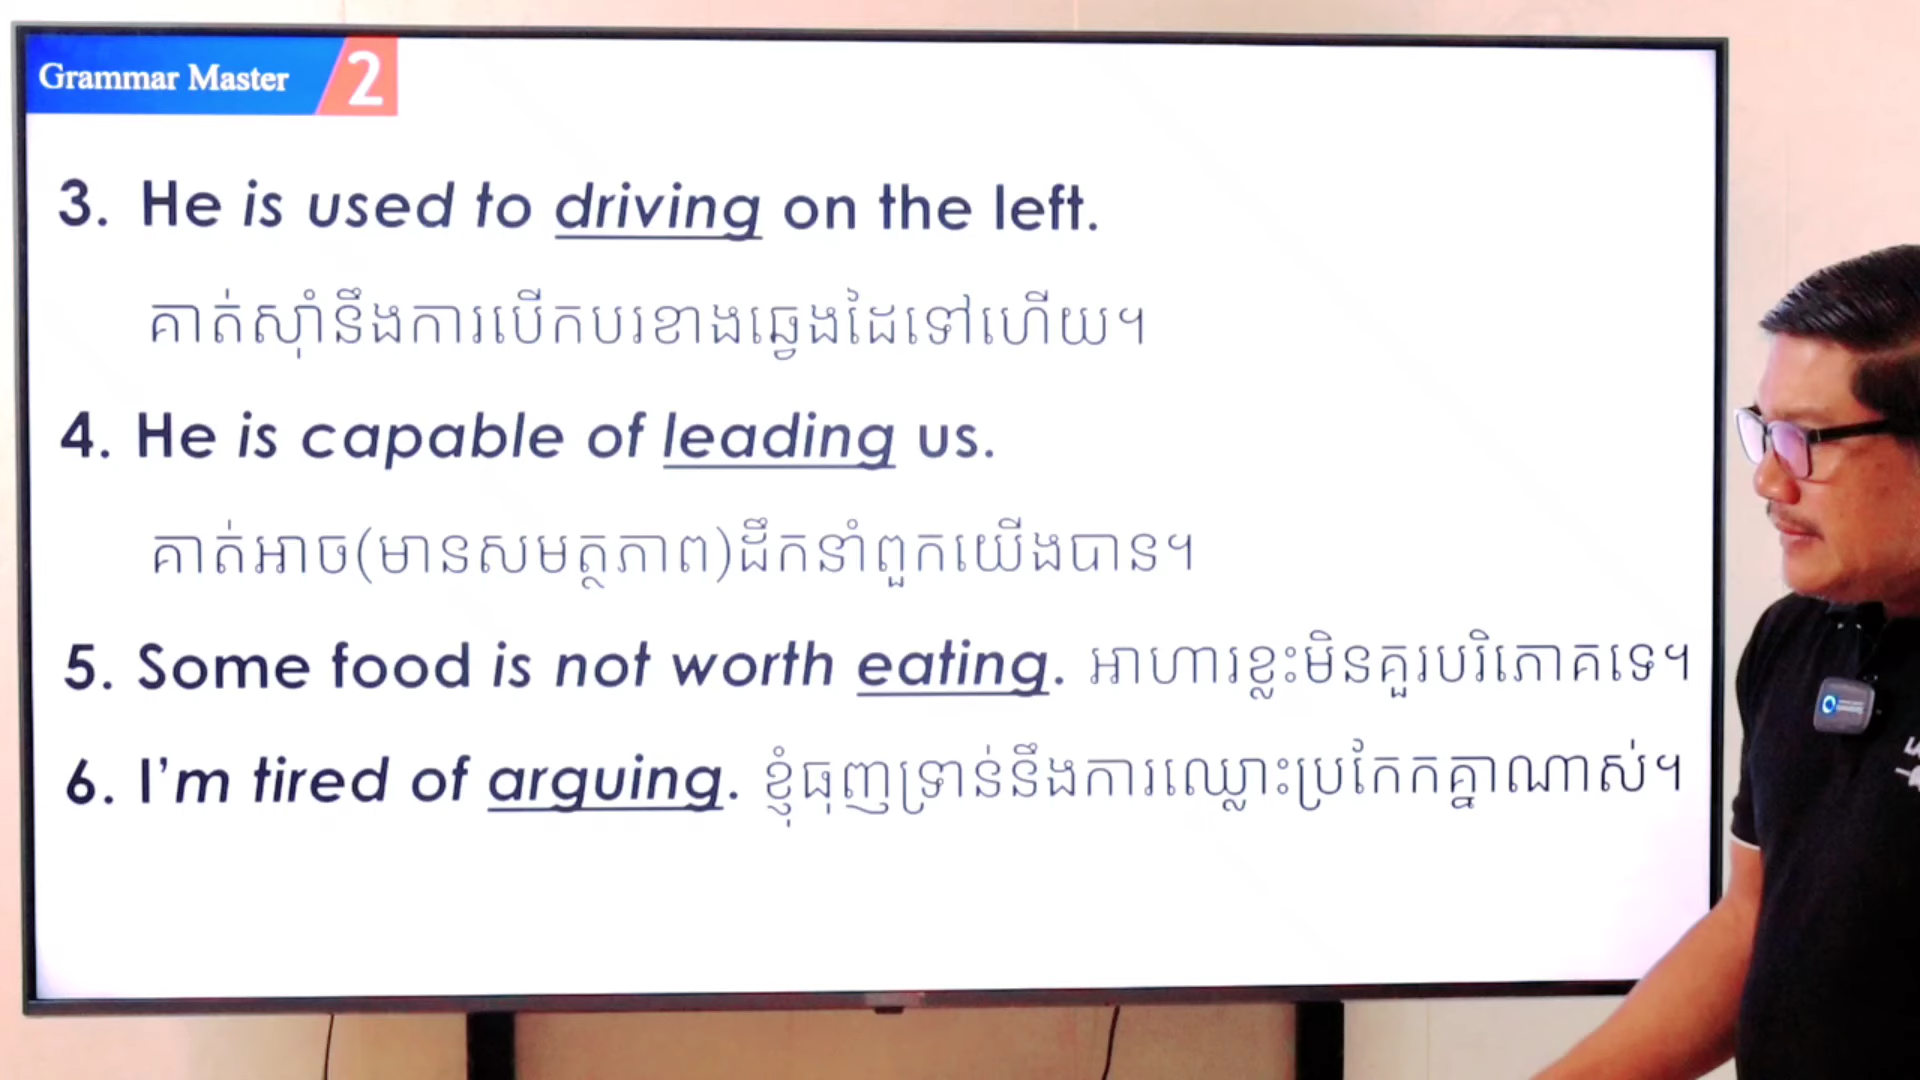 Grammar Master 2
3. He is used to driving on the left.
គាត់ស៊ាំនឹងការបើកបរខាងឆ្វេងដៃទៅហើយ។
4. He is capable of leading us.
គាត់អាច(មានសមត្ថភាព)ដឹកនាំពួកយើងបាន។
5. Some food is not worth eating. អាហារខ្លះមិនគួរបរិភោគទេ។
6. I'm tired of arguing. ខ្ញុំធុញទ្រាន់នឹងការឈ្លោះប្រកែកគ្នាណាស់។